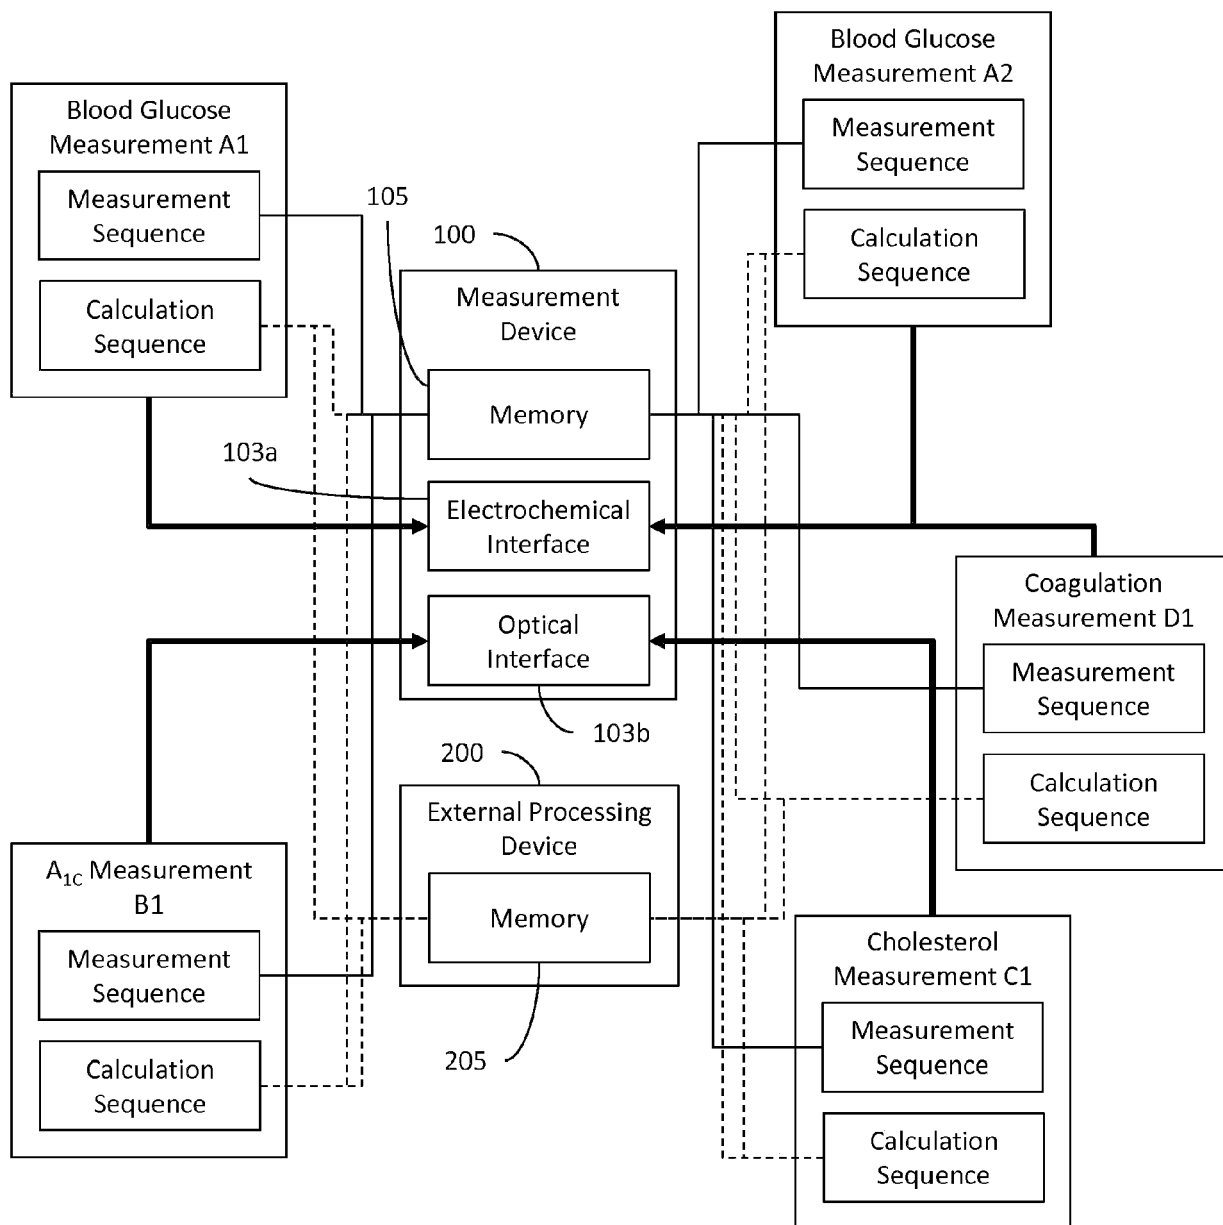 Blood Glucose
Measurement A1
Measurement
Sequence
Calculation
Sequence
105
100
Measurement
Device
Memory
103a
Electrochemical
Interface
Optical
Interface
103b
200
External Processing
Device
Memory
205
A1C Measurement
B1
Measurement
Sequence
Calculation
Sequence
Blood Glucose
Measurement A2
Measurement
Sequence
Calculation
Sequence
Coagulation
Measurement D1
Measurement
Sequence
Calculation
Sequence
Cholesterol
Measurement C1
Measurement
Sequence
Calculation
Sequence